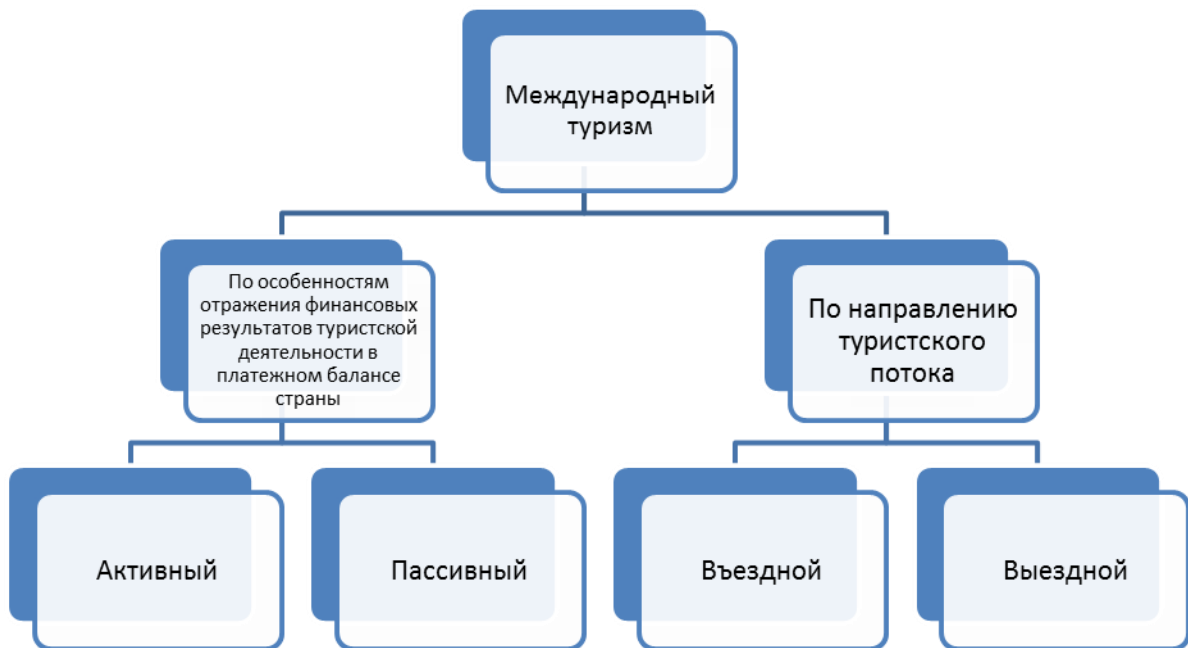 Международный
туризм
По особенностям
отражения финансовых
результатов туристской
деятельности в
платежном балансе
страны
По направлению
туристского
потока
Активный
Пассивный
Въездной
Выездной